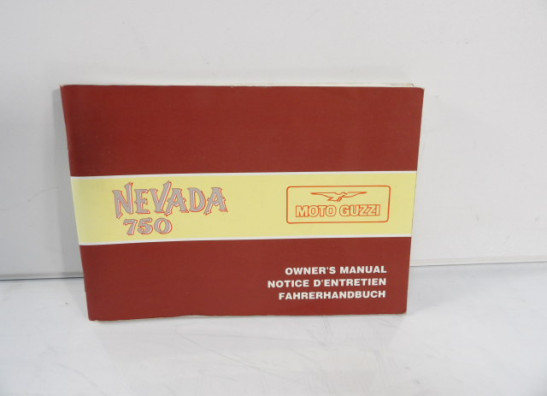 NEVADA
750
MOTO GUZZI
OWNER'S MANUAL
NOTICE D'ENTRETIEN
FAHRERHANDBUCH